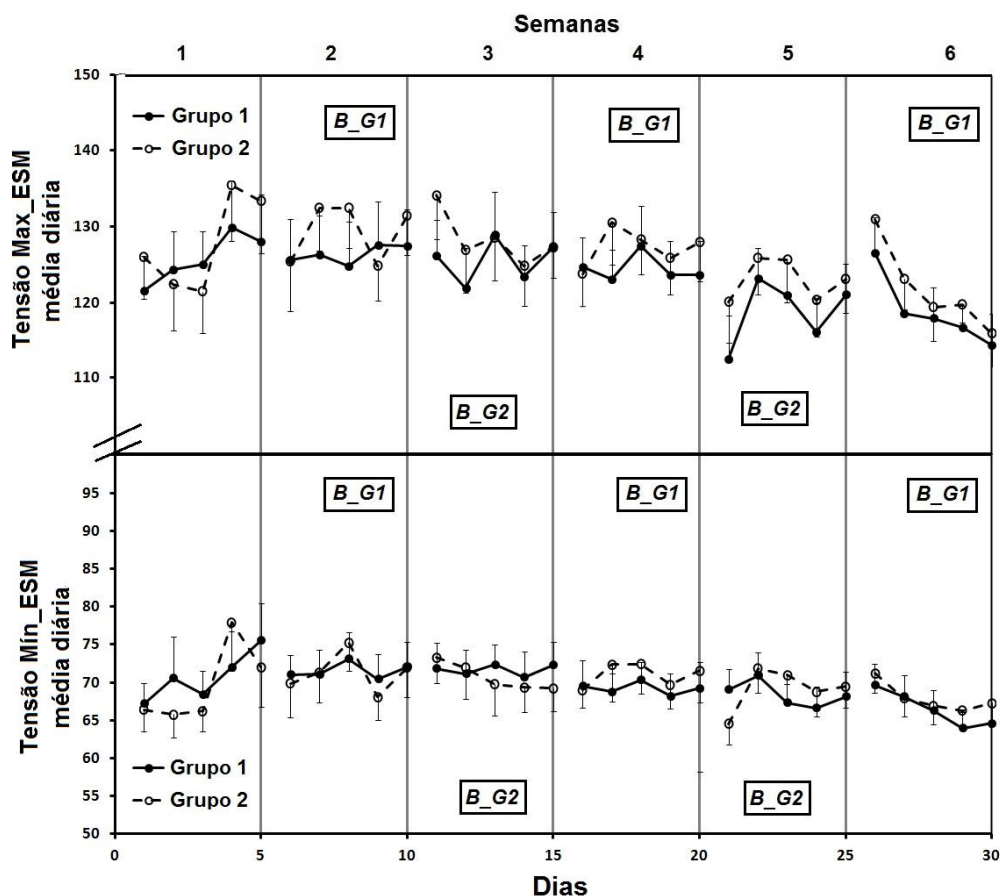 Semanas
1 2 3 4 5 6
Tensão Max_ESM
média diária
150
140
130
120
110
Grupo 1
Grupo 2
B_G1
B_G1
B_G1
B_G2
B_G2
Tensão Mín_ESM
média diária
95
90
85
80
75
70
65
60
55
50
B_G1
B_G1
B_G1
Grupo 1
Grupo 2
B_G2
B_G2
0 5 10 15 20 25 30
Dias